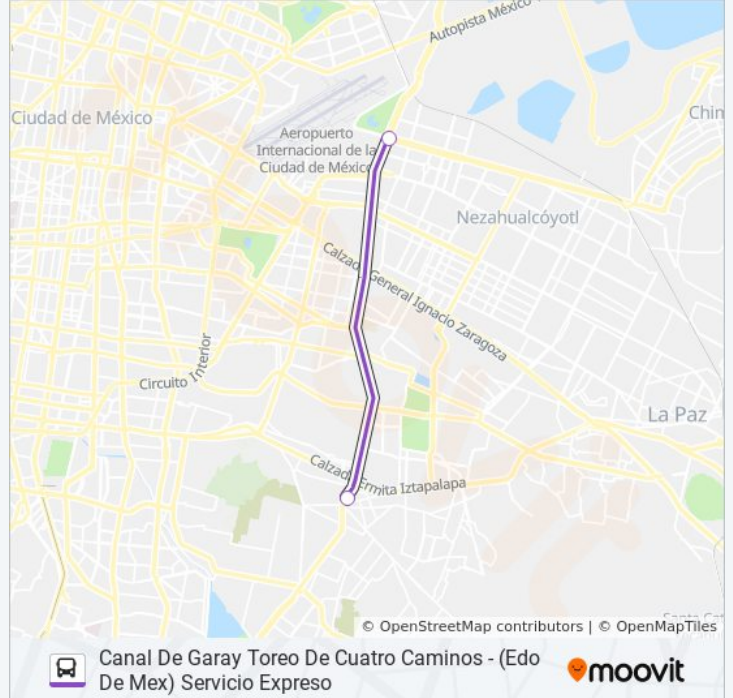 Autopista México
Ciudad de México
Chim
Aeropuerto
Internacional de la
Ciudad de México
Nezahualcóyotl
Calzada General Ignacio Zaragoza
Circuito Interior
La Paz
Calzada Ermita Iztapalapa
© OpenStreetMap contributors | © OpenMapTiles
Canal De Garay Toreo De Cuatro Caminos - (Edo
De Mex) Servicio Expreso
moovit